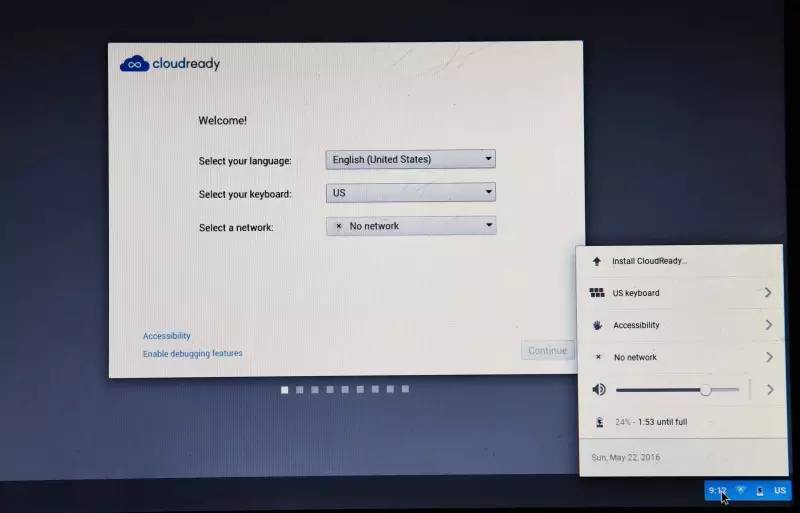 cloudready
Welcome!
Select your language: English (United States)
Select your keyboard: US
Select a network: No network
Accessibility
Enable debugging features
Continue
Install CloudReady...
US keyboard
Accessibility
No network
24% - 1:53 until full
Sun, May 22, 2016
US